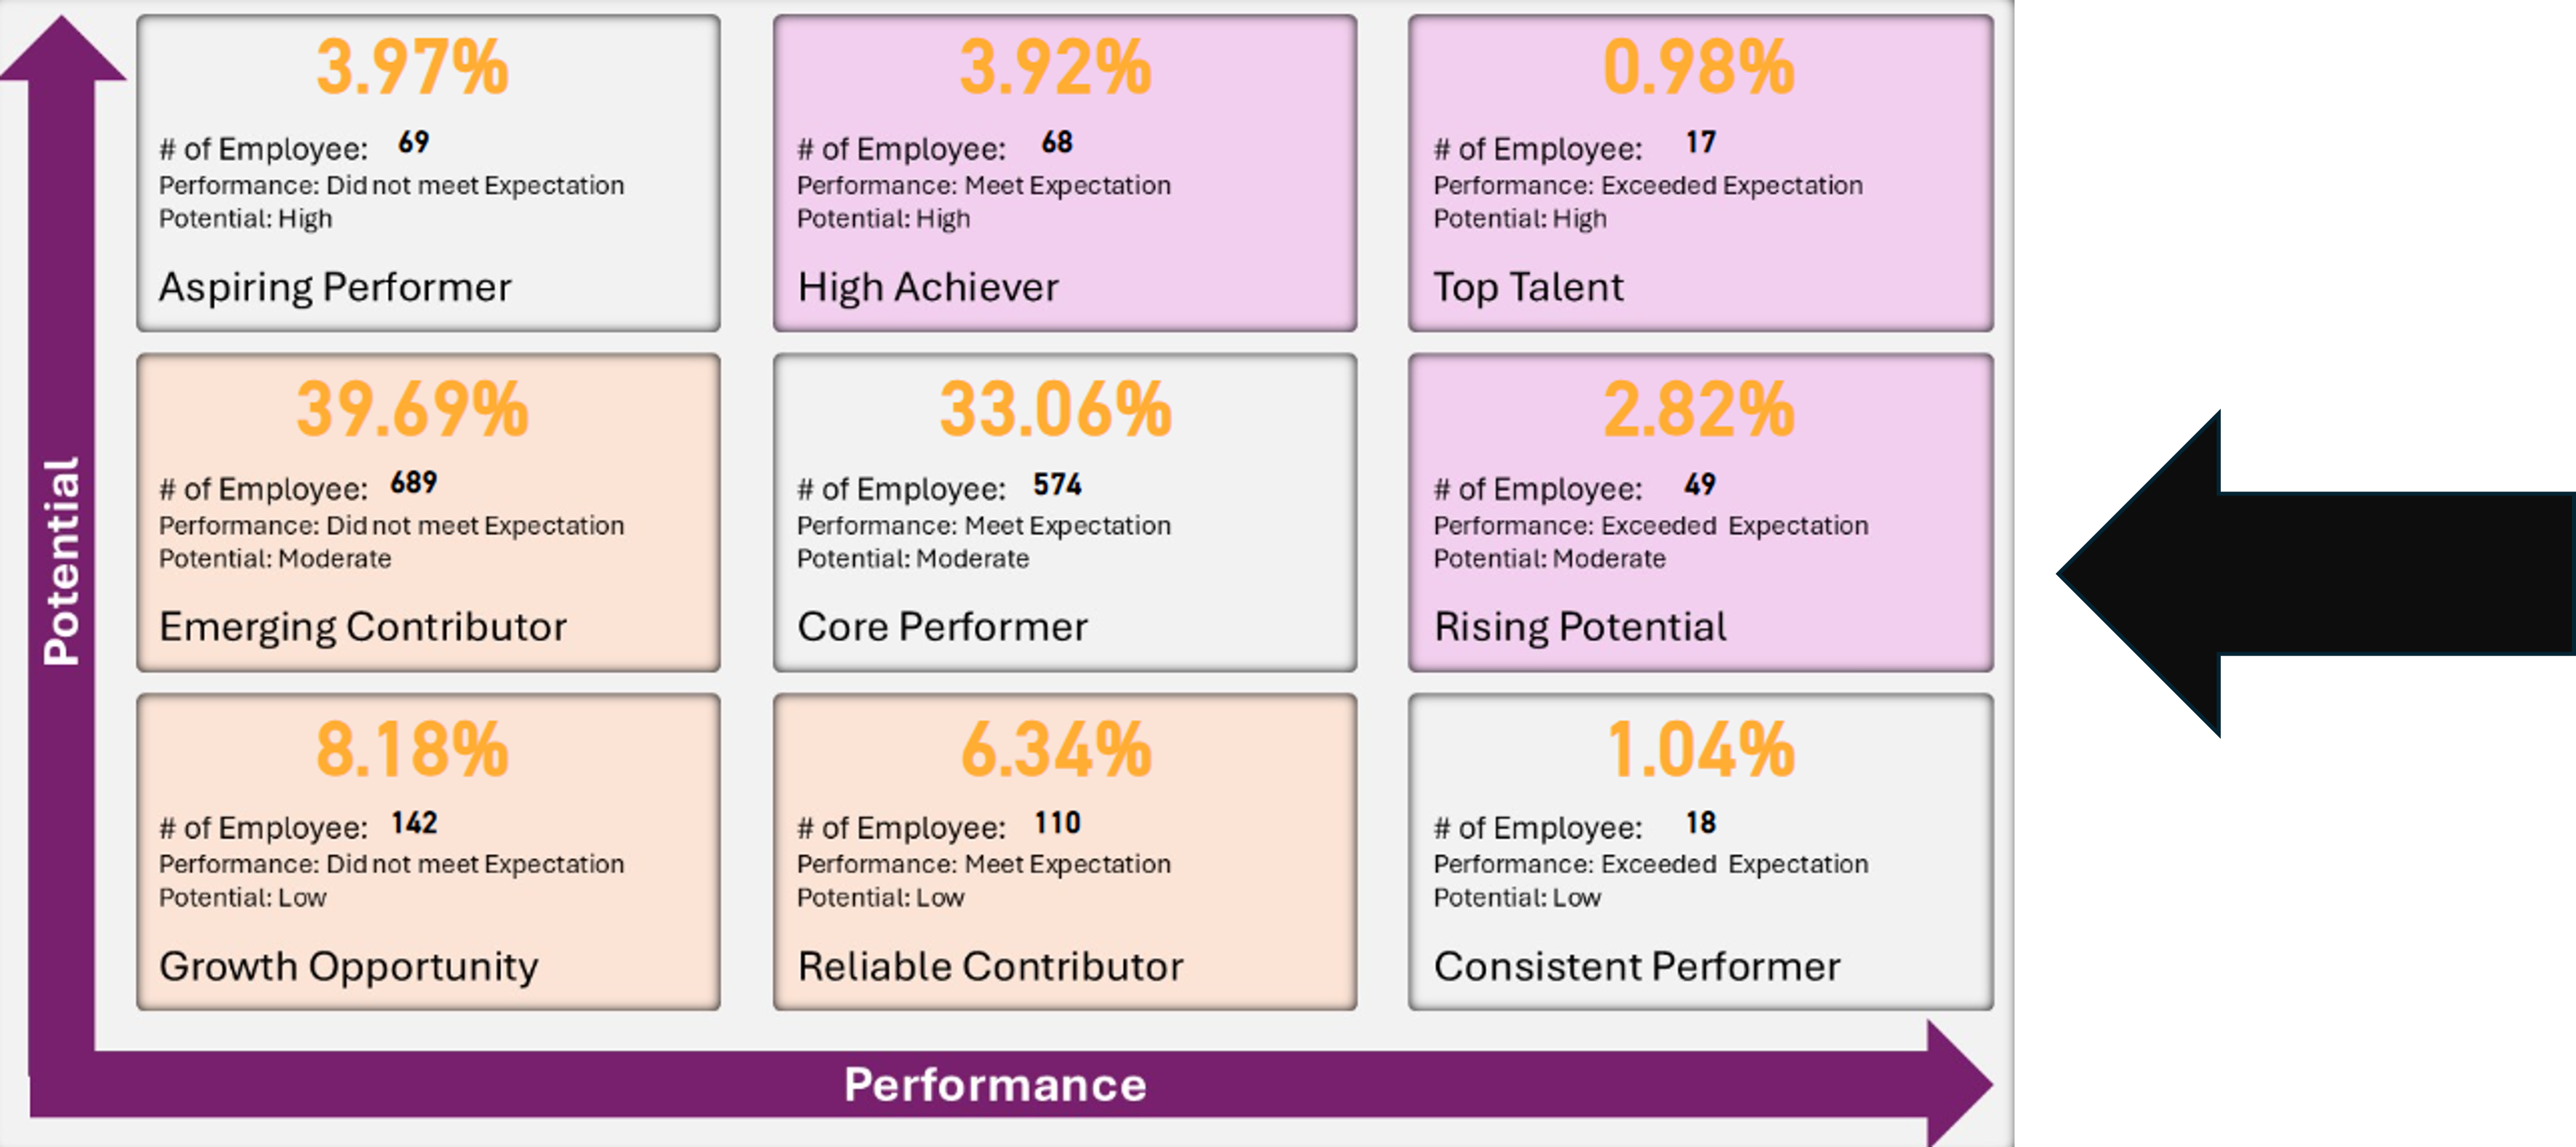 Potential
3.97%
# of Employee: 69
Performance: Did not meet Expectation
Potential: High
Aspiring Performer
3.92%
# of Employee: 68
Performance: Meet Expectation
Potential: High
High Achiever
0.98%
# of Employee: 17
Performance: Exceeded Expectation
Potential: High
Top Talent
39.69%
# of Employee: 689
Performance: Did not meet Expectation
Potential: Moderate
Emerging Contributor
33.06%
# of Employee: 574
Performance: Meet Expectation
Potential: Moderate
Core Performer
2.82%
# of Employee: 49
Performance: Exceeded Expectation
Potential: Moderate
Rising Potential
8.18%
# of Employee: 142
Performance: Did not meet Expectation
Potential: Low
Growth Opportunity
6.34%
# of Employee: 110
Performance: Meet Expectation
Potential: Low
Reliable Contributor
1.04%
# of Employee: 18
Performance: Exceeded Expectation
Potential: Low
Consistent Performer
Performance